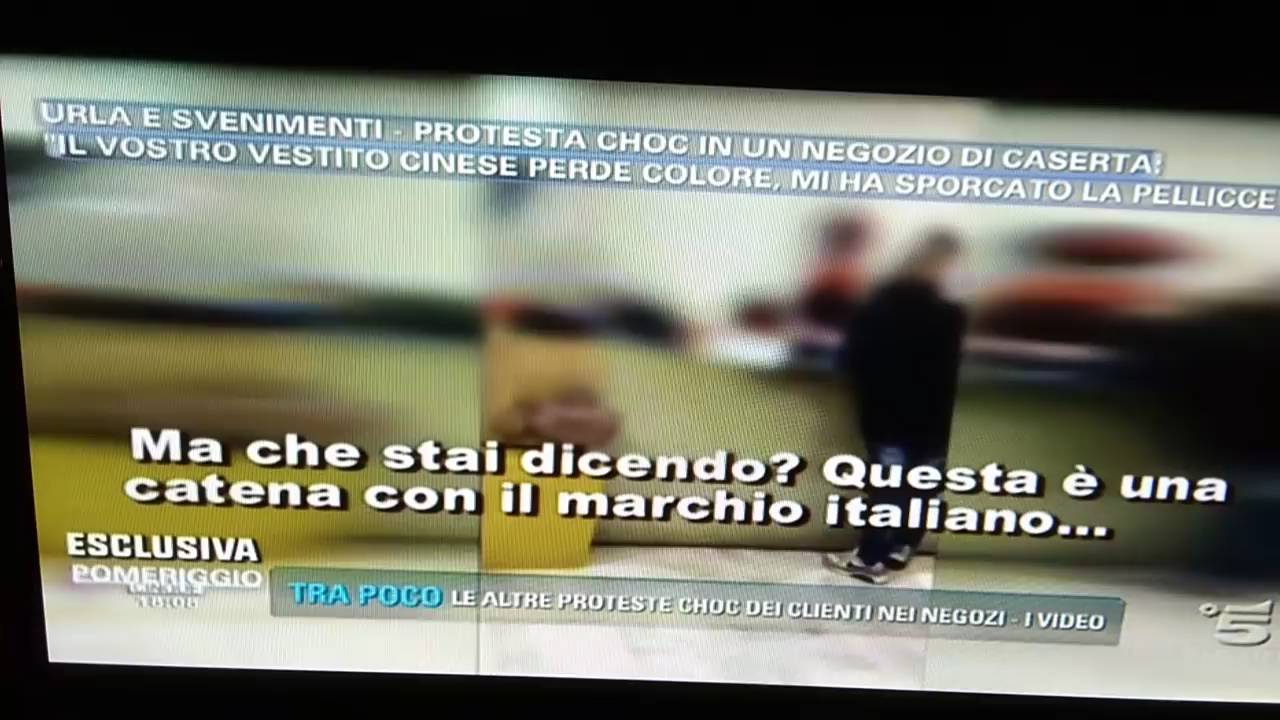 URLA E SVENIMENTI - PROTESTA CHOC IN UN NEGOZIO DI CASERTA:
"IL VOSTRO VESTITO CINESE PERDE COLORE, MI HA SPORCATO LA PELLICCE
Ma che stai dicendo? Questa è una
catena con il marchio italiano...
ESCLUSIVA
POMERIGGIO
18:08
TRA POCO LE ALTRE PROTESTE CHOC DEI CLIENTI NEI NEGOZI - I VIDEO
5